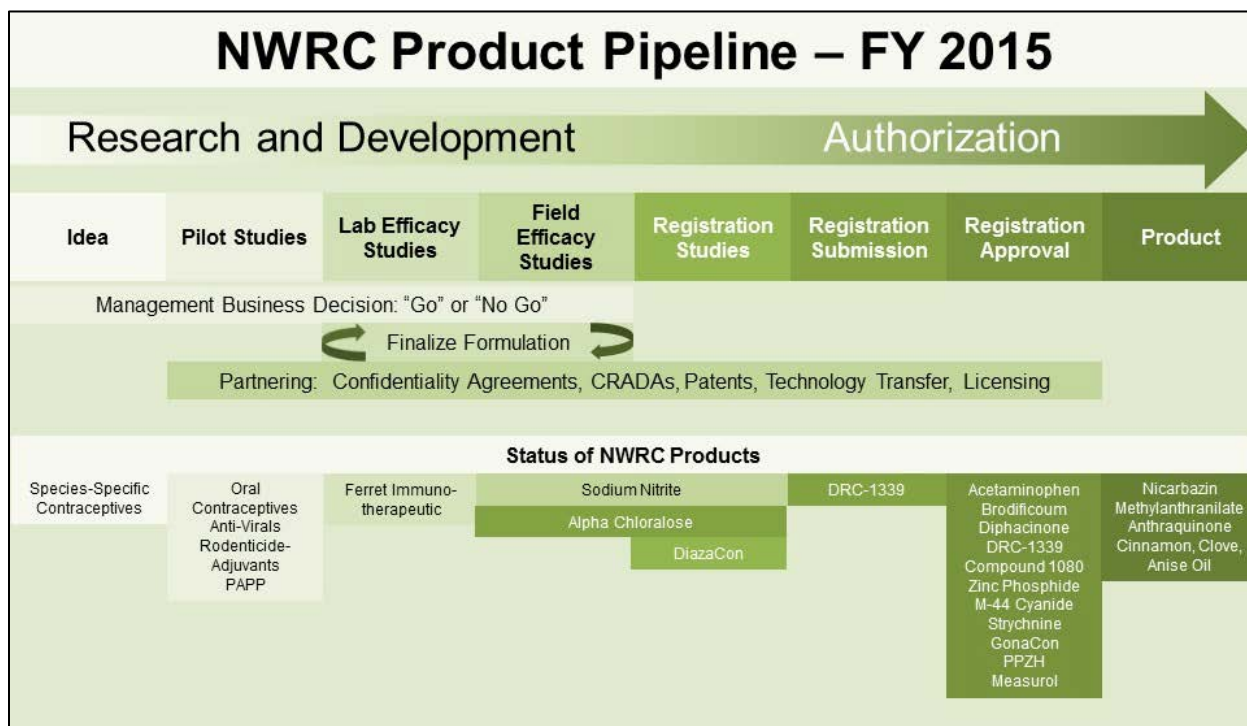 NWRC Product Pipeline – FY 2015
Research and Development
Authorization
Idea
Pilot Studies
Lab Efficacy
Studies
Field
Efficacy
Studies
Registration
Studies
Registration
Submission
Registration
Approval
Product
Management Business Decision: “Go” or “No Go”
Finalize Formulation
Partnering: Confidentiality Agreements, CRADAs, Patents, Technology Transfer, Licensing
Status of NWRC Products
Species-Specific
Contraceptives
Oral
Contraceptives
Anti-Virals
Rodenticide-
Adjuvants
PAPP
Ferret Immuno-
therapeutic
Sodium Nitrite
Alpha Chloralose
DiazaCon
DRC-1339
Acetaminophen
Brodificoum
Diphacinone
DRC-1339
Compound 1080
Zinc Phosphide
M-44 Cyanide
Strychnine
GonaCon
PPZH
Measurol
Nicarbazin
Methylanthranilate
Anthraquinone
Cinnamon, Clove,
Anise Oil